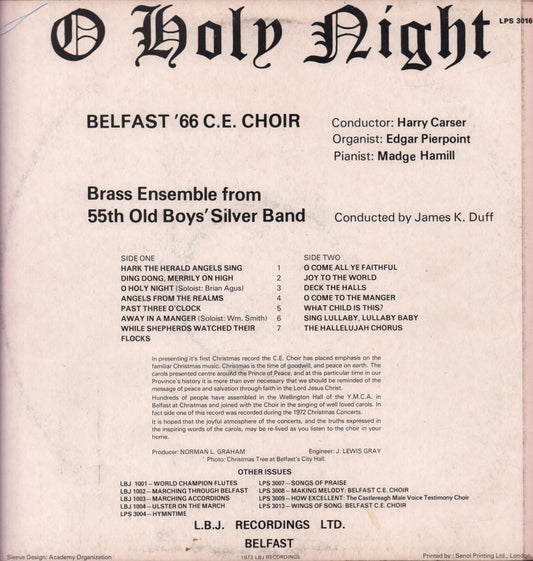 O Holy Night
LPS 3016
BELFAST '66 C.E. CHOIR
Conductor: Harry Carser
Organist: Edgar Pierpoint
Pianist: Madge Hamill
Brass Ensemble from
55th Old Boys' Silver Band
Conducted by James K. Duff
SIDE ONE
HARK THE HERALD ANGELS SING 1
DING DONG, MERRILY ON HIGH 2
O HOLY NIGHT (Soloist: Brian Agus) 3
ANGELS FROM THE REALMS 4
PAST THREE O'CLOCK 5
AWAY IN A MANGER (Soloist: Wm. Smith) 6
WHILE SHEPHERDS WATCHED THEIR 7
FLOCKS
SIDE TWO
O COME ALL YE FAITHFUL
JOY TO THE WORLD
DECK THE HALLS
O COME TO THE MANGER
WHAT CHILD IS THIS?
SING LULLABY, LULLABY BABY
THE HALLELUJAH CHORUS
In presenting it's first Christmas record the C.E. Choir has placed emphasis on the
familiar Christmas music. Christmas is the time of goodwill, and peace on earth. The
carols presented centre around the Prince of Peace, and at this particular time in our
Province's history it is more than ever necessary that we should be reminded of the
message of peace and salvation through faith in the Lord Jesus Christ.
Hundreds of people have assembled in the Wellington Hall of the Y.M.C.A. in
Belfast at Christmas and joined with the Choir in the singing of well loved carols. In
fact side one of this record was recorded during the 1972 Christmas Concerts.
It is hoped that the joyful atmosphere of the concerts, and the truths expressed in
the inspiring words of the carols, may be re-lived as you listen to the choir in your
home.
Producer: NORMAN L. GRAHAM
Engineer: J. LEWIS GRAY
Photo: Christmas Tree at Belfast's City Hall.
OTHER ISSUES
LBJ 1001—WORLD CHAMPION FLUTES
LBJ 1002—MARCHING THROUGH BELFAST
LBJ 1003—MARCHING ACCORDIONS
LBJ 1004—ULSTER ON THE MARCH
LPS 3004—HYMNTIME
LPS 3007—SONGS OF PRAISE
LPS 3008—MAKING MELODY: BELFAST C.E. CHOIR
LPS 3009—HOW EXCELLENT: The Castlereagh Male Voice Testimony Choir
LPS 3013—WINGS OF SONG: BELFAST C.E. CHOIR
L.B.J. RECORDINGS LTD.
BELFAST
Sleeve Design: Academy Organization
1973 LBJ RECORDINGS
Printed by: Senol Printing Ltd., London.